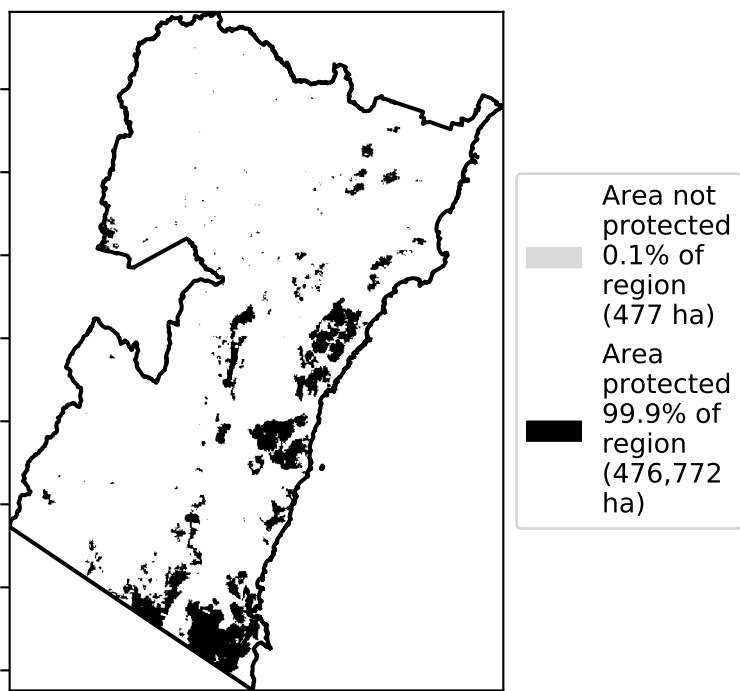 Area not
protected
0.1% of
region
(477 ha)
Area
protected
99.9% of
region
(476,772
ha)